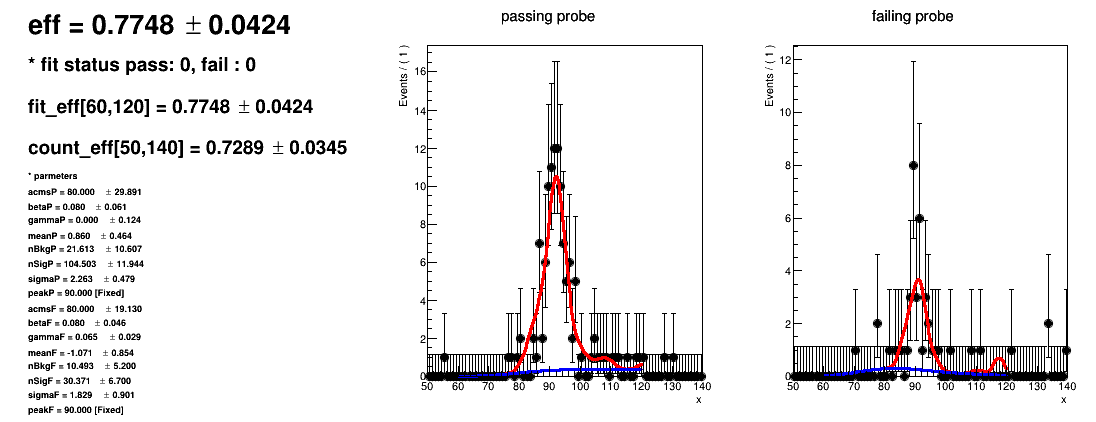 eff = 0.7748 ± 0.0424
* fit status pass: 0, fail : 0
fit_eff[60,120] = 0.7748 ± 0.0424
count_eff[50,140] = 0.7289 ± 0.0345
* parmeters
acmsP = 80.000 ± 29.891
betaP = 0.080 ± 0.061
gammaP = 0.000 ± 0.124
meanP = 0.860 ± 0.464
nBkgP = 21.613 ± 10.607
nSigP = 104.503 ± 11.944
sigmaP = 2.263 ± 0.479
peakP = 90.000 [Fixed]
acmsF = 80.000 ± 19.130
betaF = 0.080 ± 0.046
gammaF = 0.065 ± 0.029
meanF = -1.071 ± 0.854
nBkgF = 10.493 ± 5.200
nSigF = 30.371 ± 6.700
sigmaF = 1.829 ± 0.901
peakF = 90.000 [Fixed]
passing probe
Events / ( 1 )
16
14
12
10
8
6
4
2
0
50 60 70 80 90 100 110 120 130 140
x
failing probe
Events / ( 1 )
12
10
8
6
4
2
0
50 60 70 80 90 100 110 120 130 140
x